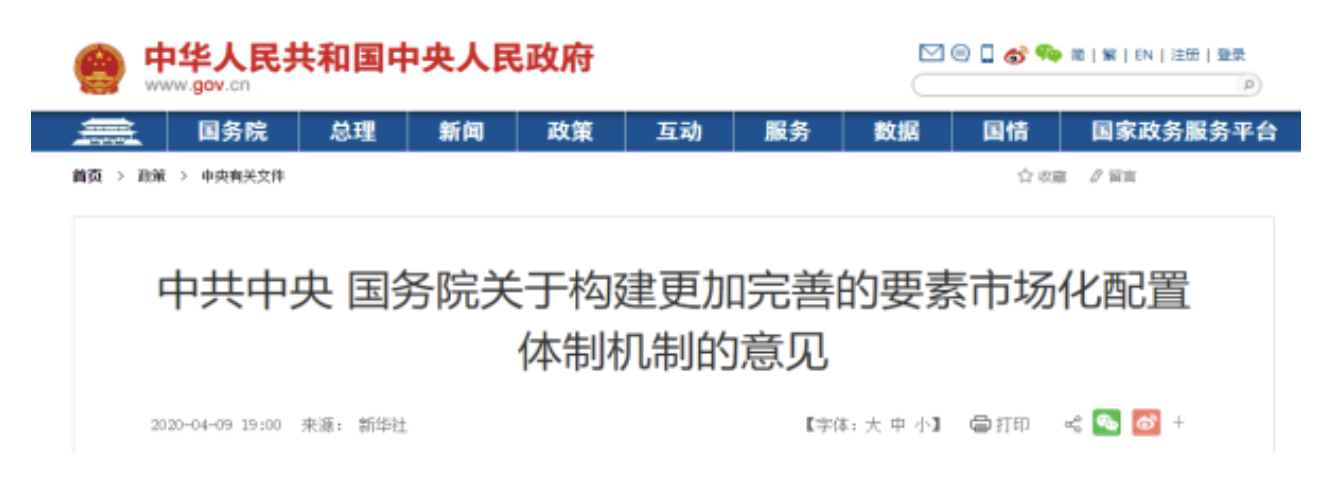 中华人民共和国中央人民政府
www.gov.cn
简 | 繁 | EN | 注册 | 登录
国务院 总理 新闻 政策 互动 服务 数据 国情 国家政务服务平台
首页 > 政策 > 中央有关文件
收藏 留言
中共中央 国务院关于构建更加完善的要素市场化配置
体制机制的意见
2020-04-09 19:00 来源: 新华社
【字体: 大 中 小】 打印 +